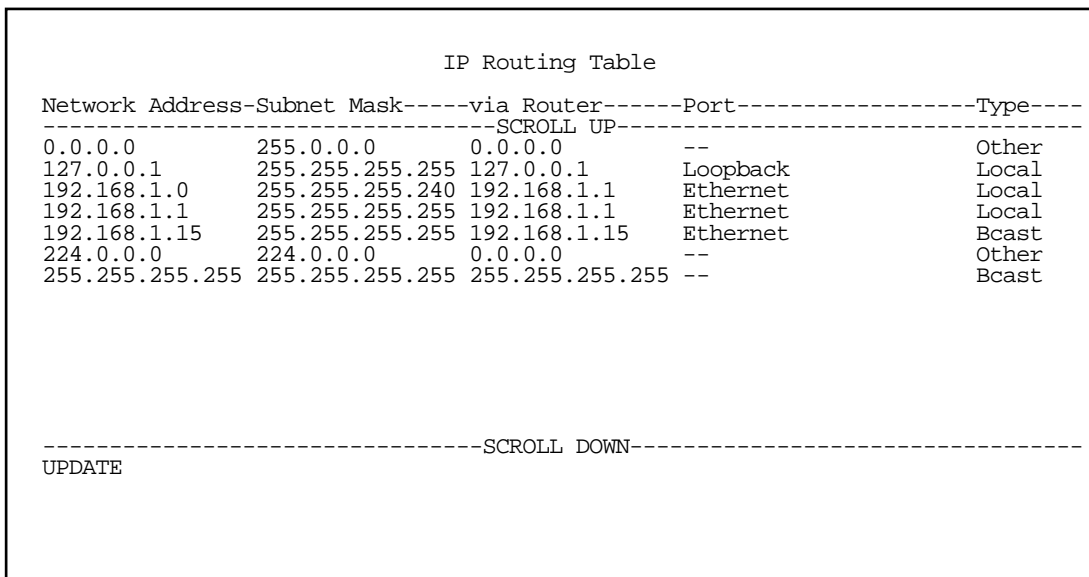 IP Routing Table
Network Address-Subnet Mask-----via Router------Port------------------Type----
----------------------------------SCROLL UP-----------------------------------
0.0.0.0         255.0.0.0       0.0.0.0         --                    Other
127.0.0.1       255.255.255.255 127.0.0.1       Loopback              Local
192.168.1.0     255.255.255.240 192.168.1.1     Ethernet              Local
192.168.1.1     255.255.255.255 192.168.1.1     Ethernet              Local
192.168.1.15    255.255.255.255 192.168.1.15    Ethernet              Bcast
224.0.0.0       224.0.0.0       0.0.0.0         --                    Other
255.255.255.255 255.255.255.255 255.255.255.255 --                    Bcast
---------------------------------SCROLL DOWN----------------------------------
UPDATE